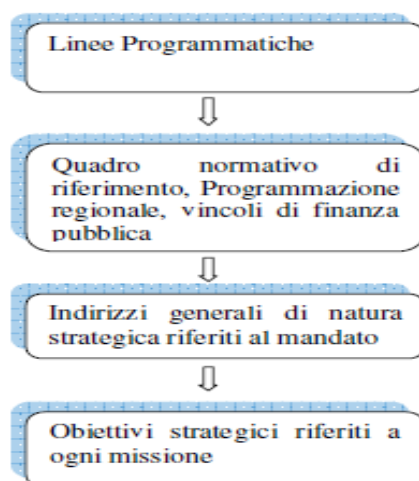 Linee Programmatiche
Quadro normativo di
riferimento, Programmazione
regionale, vincoli di finanza
pubblica
Indirizzi generali di natura
strategica riferiti al mandato
Obiettivi strategici riferiti a
ogni missione